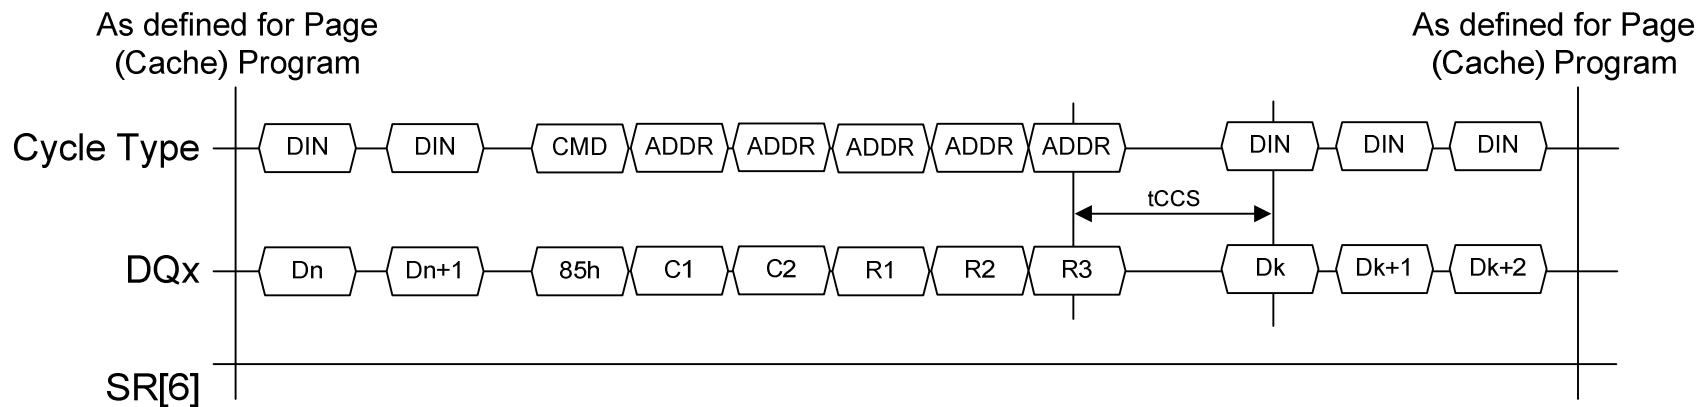 As defined for Page
(Cache) Program
As defined for Page
(Cache) Program
Cycle Type DIN DIN CMD ADDR ADDR ADDR ADDR ADDR DIN DIN DIN
tCCS
DQx Dn Dn+1 85h C1 C2 R1 R2 R3 Dk Dk+1 Dk+2
SR[6]